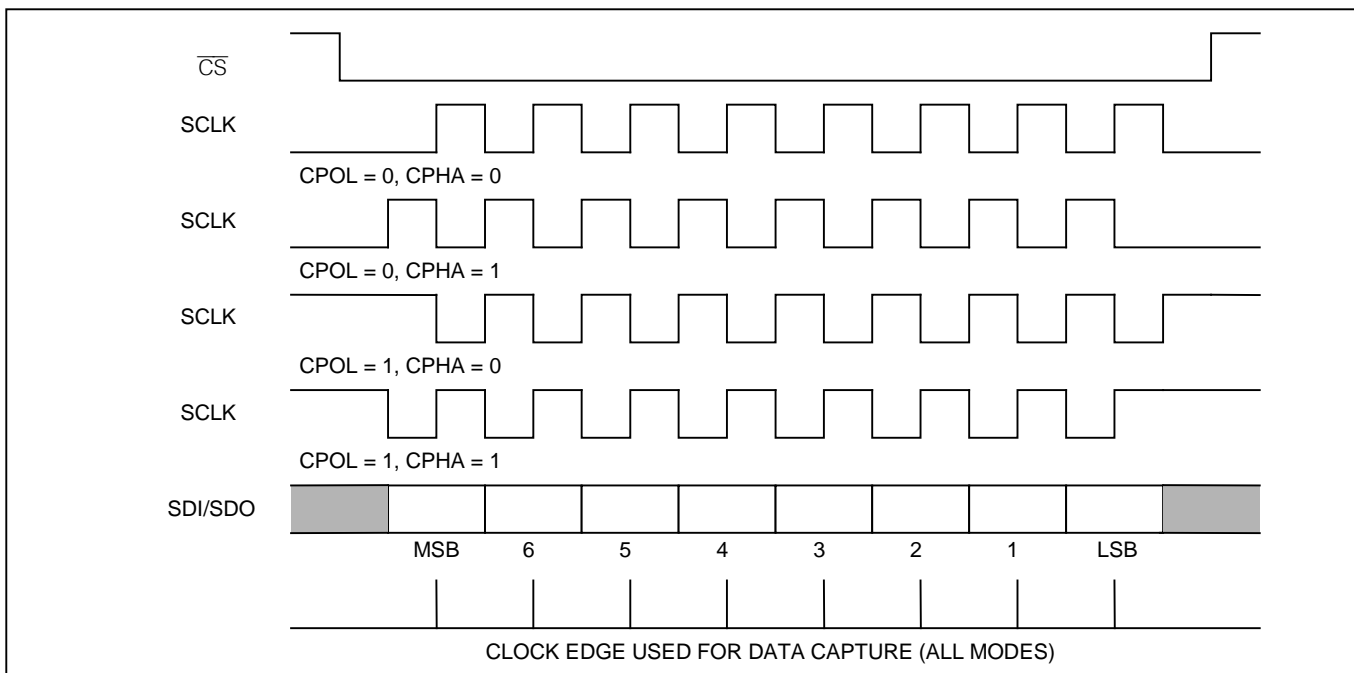 C̅S̅
SCLK
CPOL = 0, CPHA = 0
SCLK
CPOL = 0, CPHA = 1
SCLK
CPOL = 1, CPHA = 0
SCLK
CPOL = 1, CPHA = 1
SDI/SDO
MSB 6 5 4 3 2 1 LSB
CLOCK EDGE USED FOR DATA CAPTURE (ALL MODES)